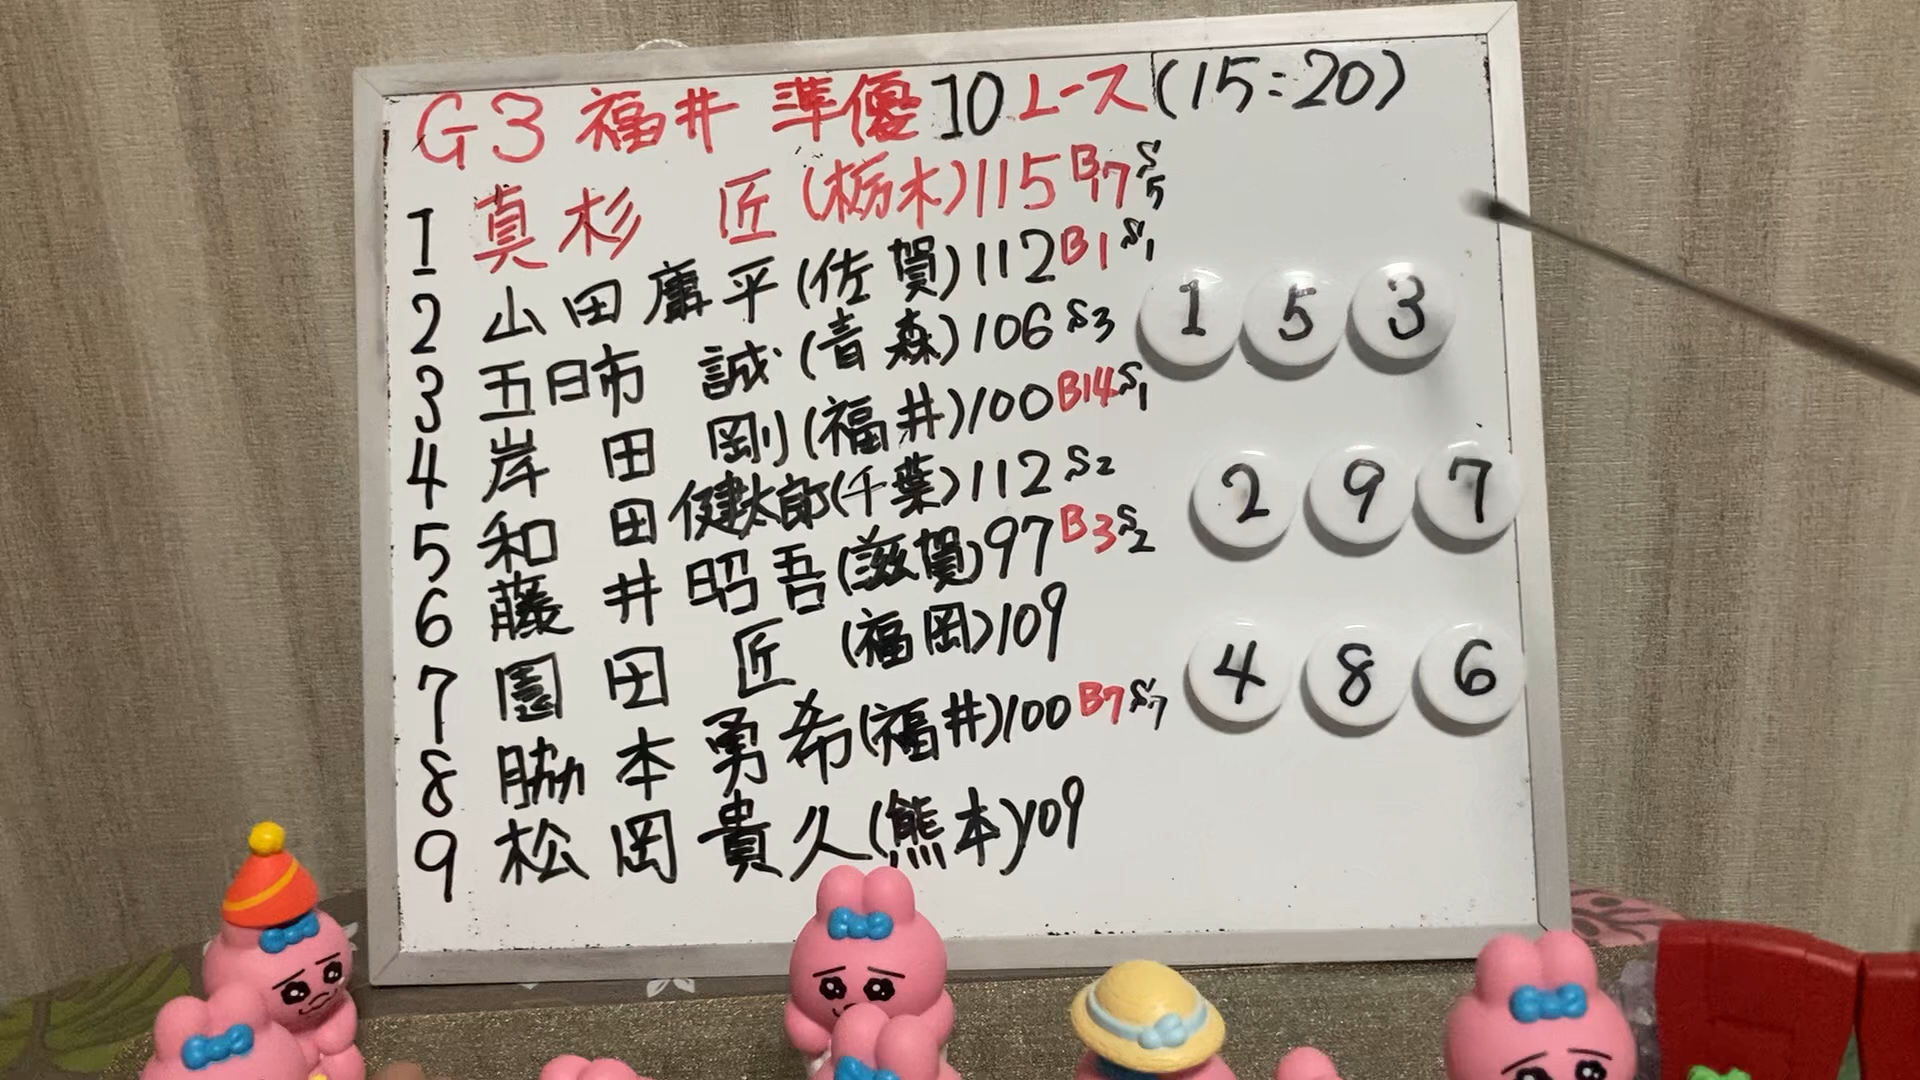 G3 福井 準優 10 レース (15:20)
1 真杉 匠 (栃木) 115 B17 S5
2 山田庸平 (佐賀) 112 B1 S1
3 五日市 誠 (青森) 106 S3
4 岸田 剛 (福井) 100 B14 S1
5 和田健太郎 (千葉) 112 S2
6 藤井昭吾 (滋賀) 97 B3 S2
7 園田 匠 (福岡) 109
8 脇本勇希 (福井) 100 B7 S7
9 松岡貴久 (熊本) 109
1 5 3
2 9 7
4 8 6